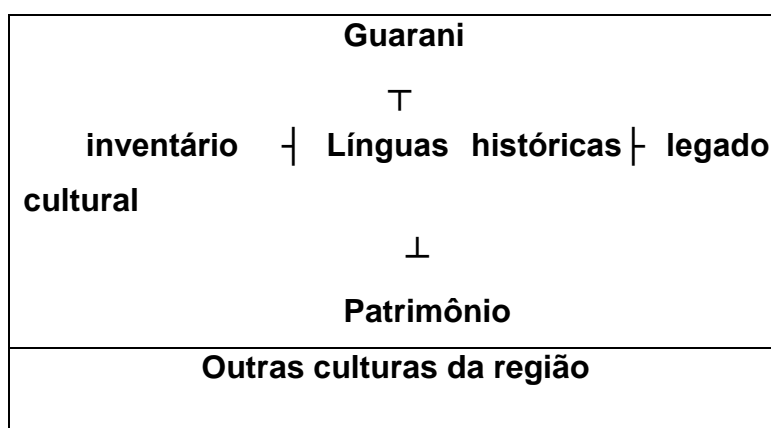 Guarani
┬
inventário ┤ Línguas históricas├ legado
cultural
┴
Patrimônio
Outras culturas da região